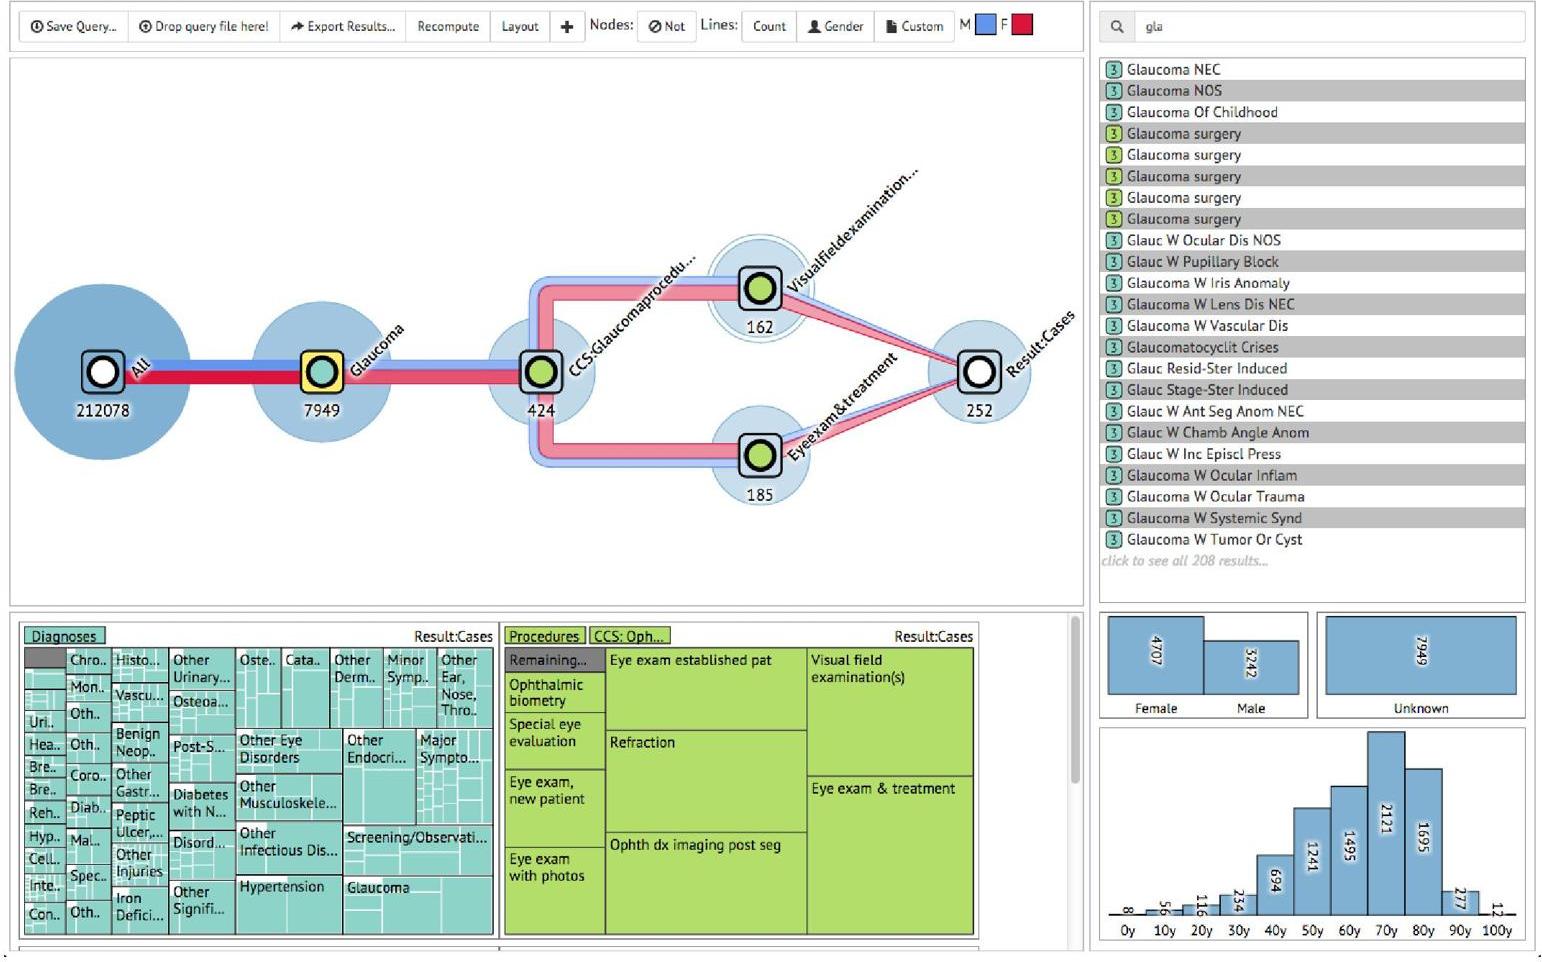 Save Query...
Drop query file here!
Export Results...
Recompute
Layout
+
Nodes:
Not
Lines:
Count
Gender
Custom
M
F
gla
All
212078
Glaucoma
7949
CCS:Glaucomaprocedu...
424
Visualfieldexamination...
162
Eyeexam&treatment
185
Result:Cases
252
3 Glaucoma NEC
3 Glaucoma NOS
3 Glaucoma Of Childhood
3 Glaucoma surgery
3 Glaucoma surgery
3 Glaucoma surgery
3 Glaucoma surgery
3 Glaucoma surgery
3 Glauc W Ocular Dis NOS
3 Glauc W Pupillary Block
3 Glaucoma W Iris Anomaly
3 Glaucoma W Lens Dis NEC
3 Glaucoma W Vascular Dis
3 Glaucomatocyclit Crises
3 Glauc Resid-Ster Induced
3 Glauc Stage-Ster Induced
3 Glauc W Ant Seg Anom NEC
3 Glauc W Chamb Angle Anom
3 Glauc W Inc Episcl Press
3 Glaucoma W Ocular Inflam
3 Glaucoma W Ocular Trauma
3 Glaucoma W Systemic Synd
3 Glaucoma W Tumor Or Cyst
click to see all 208 results...
Diagnoses
Result:Cases
Uri..
Hea..
Bre..
Bre..
Reh..
Hyp..
Cell..
Inte..
Con..
Chro..
Mon..
Oth..
Oth..
Coro..
Diab..
Mal...
Spec..
Oth..
Histo...
Vascu...
Benign
Neop..
Other
Gastr...
Peptic
Ulcer,...
Other
Injuries
Iron
Defici...
Other
Urinary...
Osteoa...
Post-S...
Diabetes
with N...
Disord...
Other
Signifi...
Oste..
Cata..
Other
Derm..
Minor
Symp..
Other
Ear,
Nose,
Thro..
Other Eye
Disorders
Other
Musculoskele...
Other
Infectious Dis...
Hypertension
Other
Endocri...
Major
Sympto...
Screening/Observati...
Glaucoma
Procedures
CCS: Oph...
Result:Cases
Remaining...
Ophthalmic
biometry
Special eye
evaluation
Eye exam,
new patient
Eye exam
with photos
Eye exam established pat
Refraction
Ophth dx imaging post seg
Visual field
examination(s)
Eye exam & treatment
4707
3242
Female
Male
7949
Unknown
8
56
116
234
694
1241
1495
2121
1695
277
12
0y 10y 20y 30y 40y 50y 60y 70y 80y 90y 100y